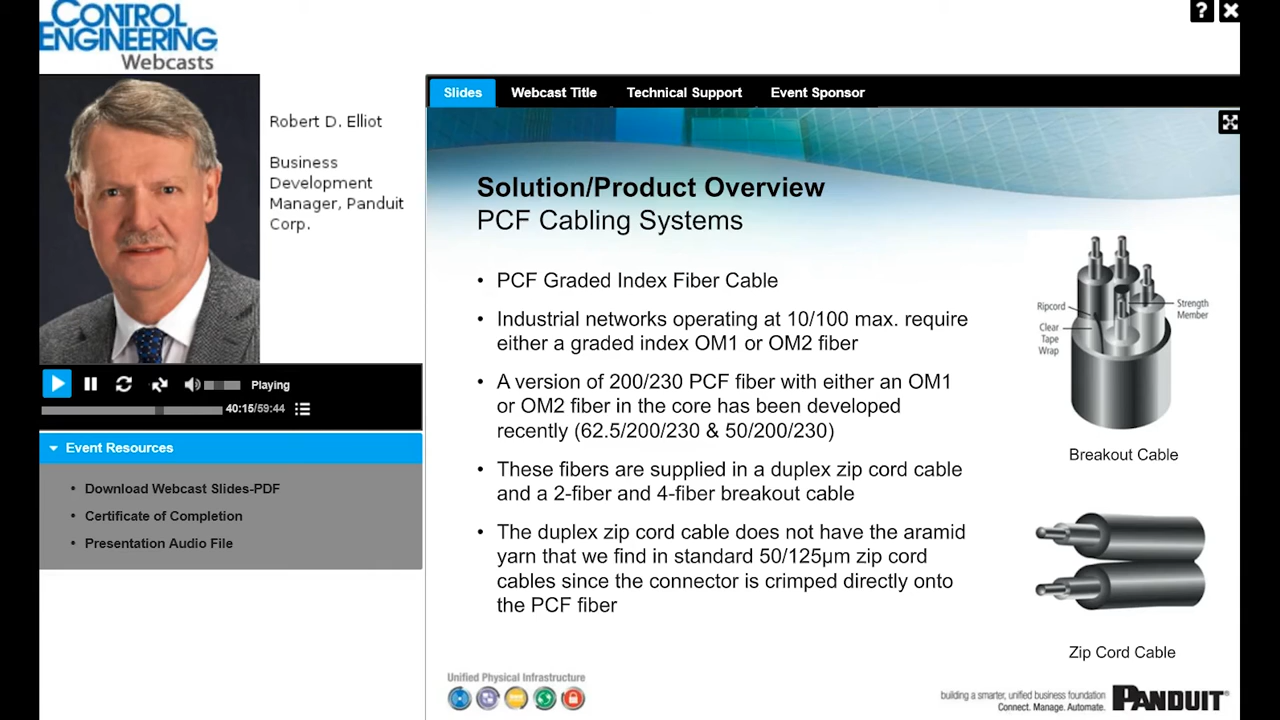 CONTROL
ENGINEERING
Webcasts
? X
Robert D. Elliot
Business
Development
Manager, Panduit
Corp.
Playing
40:15/59:44
Event Resources
• Download Webcast Slides-PDF
• Certificate of Completion
• Presentation Audio File
Slides Webcast Title Technical Support Event Sponsor
Solution/Product Overview
PCF Cabling Systems
• PCF Graded Index Fiber Cable
• Industrial networks operating at 10/100 max. require
either a graded index OM1 or OM2 fiber
• A version of 200/230 PCF fiber with either an OM1
or OM2 fiber in the core has been developed
recently (62.5/200/230 & 50/200/230)
• These fibers are supplied in a duplex zip cord cable
and a 2-fiber and 4-fiber breakout cable
• The duplex zip cord cable does not have the aramid
yarn that we find in standard 50/125µm zip cord
cables since the connector is crimped directly onto
the PCF fiber
Ripcord
Clear
Tape
Wrap
Strength
Member
Breakout Cable
Zip Cord Cable
Unified Physical Infrastructure
building a smarter, unified business foundation
Connect. Manage. Automate.
PANDUIT